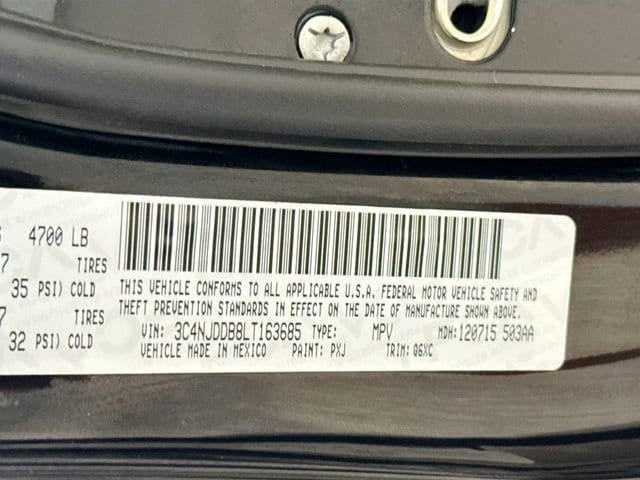 4700 LB
TIRES
35 PSI) COLD
TIRES
32 PSI) COLD
THIS VEHICLE CONFORMS TO ALL APPLICABLE U.S.A. FEDERAL MOTOR VEHICLE SAFETY AND
THEFT PREVENTION STANDARDS IN EFFECT ON THE DATE OF MANUFACTURE SHOWN ABOVE.
VIN: 3C4NJDDB8LT163685 TYPE: MPV MDH: 120715 503AA
VEHICLE MADE IN MEXICO PAINT: PXJ TRIM: G6XC